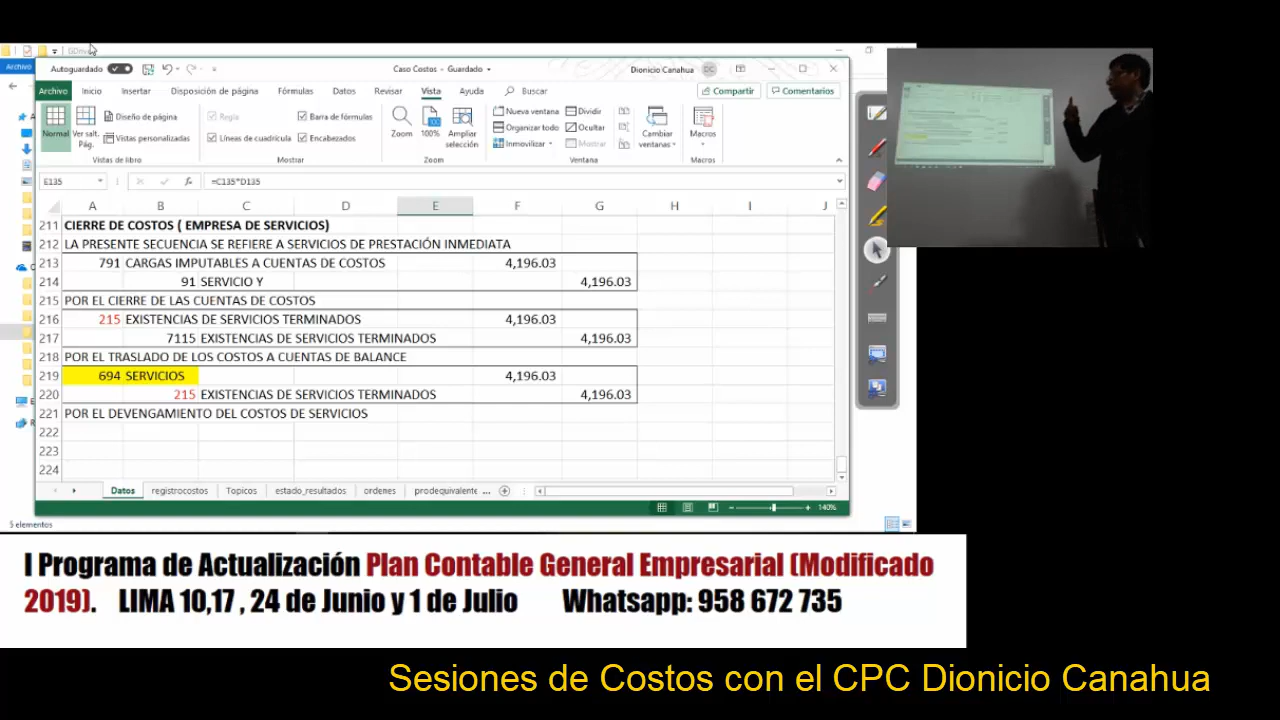 Autoguardado
Caso Costos - Guardado
Dionicio Canahua DC
Archivo Inicio Insertar Disposición de página Fórmulas Datos Revisar Vista Ayuda Buscar Compartir Comentarios
Normal
Ver salt. Pág.
Diseño de página
Vistas personalizadas
Vistas de libro
Regla
Líneas de cuadrícula
Barra de fórmulas
Encabezados
Mostrar
Zoom
100%
Ampliar selección
Zoom
Nueva ventana
Organizar todo
Inmovilizar
Dividir
Ocultar
Mostrar
Cambiar ventanas
Ventana
Macros
Macros
E135 fx =C135*D135
A B C D E F G H I J
211 CIERRE DE COSTOS ( EMPRESA DE SERVICIOS)
212 LA PRESENTE SECUENCIA SE REFIERE A SERVICIOS DE PRESTACIÓN INMEDIATA
213 791 CARGAS IMPUTABLES A CUENTAS DE COSTOS 4,196.03
214 91 SERVICIO Y 4,196.03
215 POR EL CIERRE DE LAS CUENTAS DE COSTOS
216 215 EXISTENCIAS DE SERVICIOS TERMINADOS 4,196.03
217 7115 EXISTENCIAS DE SERVICIOS TERMINADOS 4,196.03
218 POR EL TRASLADO DE LOS COSTOS A CUENTAS DE BALANCE
219 694 SERVICIOS 4,196.03
220 215 EXISTENCIAS DE SERVICIOS TERMINADOS 4,196.03
221 POR EL DEVENGAMIENTO DEL COSTOS DE SERVICIOS
222
223
224
Datos registrocostos Topicos estado_resultados ordenes prodequivalente ...
140%
5 elementos
I Programa de Actualización Plan Contable General Empresarial (Modificado
2019). LIMA 10,17 , 24 de Junio y 1 de Julio Whatsapp: 958 672 735
Sesiones de Costos con el CPC Dionicio Canahua